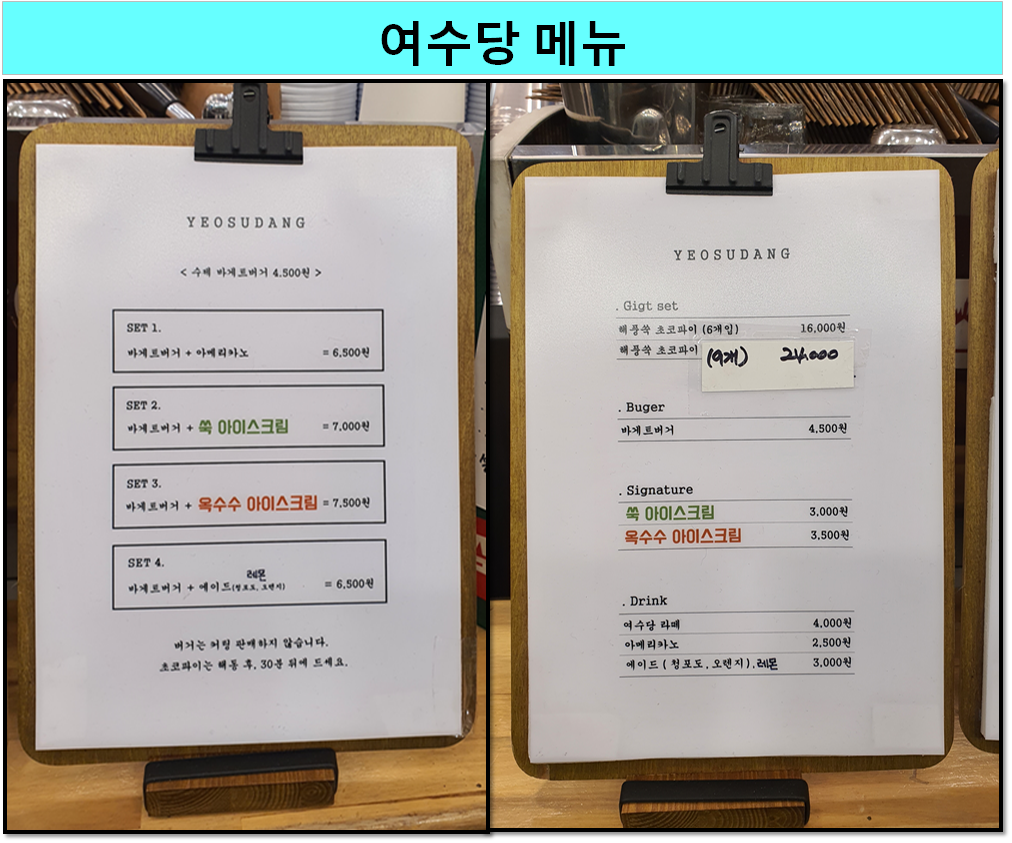 여수당 메뉴
YEOSUDANG
< 수제 바게트버거 4.500원 >
SET 1.
바게트버거 + 아메리카노 = 6,500원
SET 2.
바게트버거 + 쑥 아이스크림 = 7,000원
SET 3.
바게트버거 + 옥수수 아이스크림 = 7,500원
SET 4.
레몬
바게트버거 + 에이드(청포도, 오렌지) = 6,500원
버거는 커팅 판매하지 않습니다.
초코파이는 해동 후, 30분 뒤에 드세요.
YEOSUDANG
. Gigt set
해풍쑥 초코파이 (6개입) 16,000원
해풍쑥 초코파이 (9개) 24.000
. Buger
바게트버거 4,500원
. Signature
쑥 아이스크림 3,000원
옥수수 아이스크림 3,500원
. Drink
여수당 라떼 4,000원
아메리카노 2,500원
에이드 ( 청포도, 오렌지 ), 레몬 3,000원